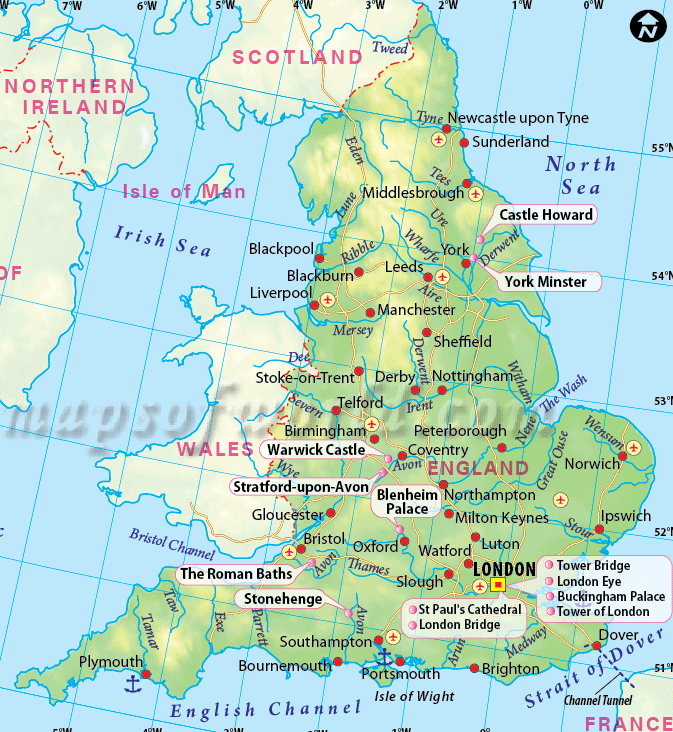 7°W
6°W
5°W
4°W
3°W
2°W
1°W
0°W
N
SCOTLAND
Tweed
NORTHERN
IRELAND
Tyne
Newcastle upon Tyne
Sunderland
55°N
Eden
North
Sea
Tees
Middlesbrough
Isle of Man
Lune
Ure
Castle Howard
Irish Sea
Wharfe
Derwent
Blackpool
Ribble
York
OF
Blackburn
Leeds
York Minster
54°N
Liverpool
Aire
Manchester
Mersey
Sheffield
Dee
Derwent
Stoke-on-Trent
Derby
Nottingham
Witham
The Wash
Severn
Telford
Trent
53°N
mapsofworld.com
Birmingham
Peterborough
Nene
Great Ouse
Wensum
WALES
Warwick Castle
Coventry
Norwich
Wye
Avon
ENGLAND
Stratford-upon-Avon
Blenheim
Palace
Northampton
Gloucester
Milton Keynes
Ipswich
Stour
52°N
Bristol Channel
Bristol
Oxford
Watford
Luton
Avon
Thames
LONDON
Tower Bridge
The Roman Baths
Slough
London Eye
Buckingham Palace
Stonehenge
St Paul's Cathedral
Tower of London
London Bridge
Taw
Tamar
Exe
Parrett
Avon
Southampton
Arun
Medway
Dover
Strait of Dover
Plymouth
Bournemouth
Portsmouth
Brighton
51°N
Isle of Wight
Channel Tunnel
English Channel
FRANCE
5°W
4°W
3°W
2°W
1°W
0°
1°E